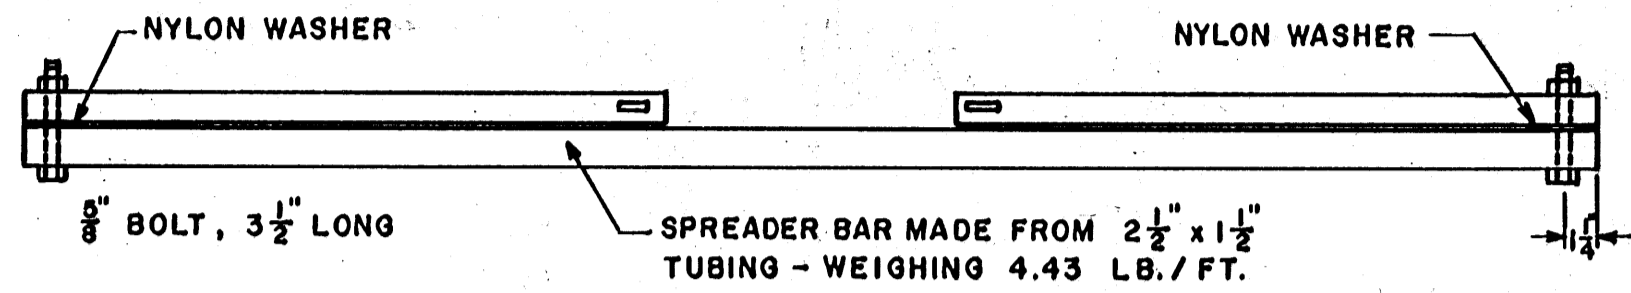 NYLON WASHER
NYLON WASHER
5/8" BOLT, 3 1/2" LONG
SPREADER BAR MADE FROM 2 1/2" x 1 1/2"
TUBING - WEIGHING 4.43 LB./FT.
1 1/4"